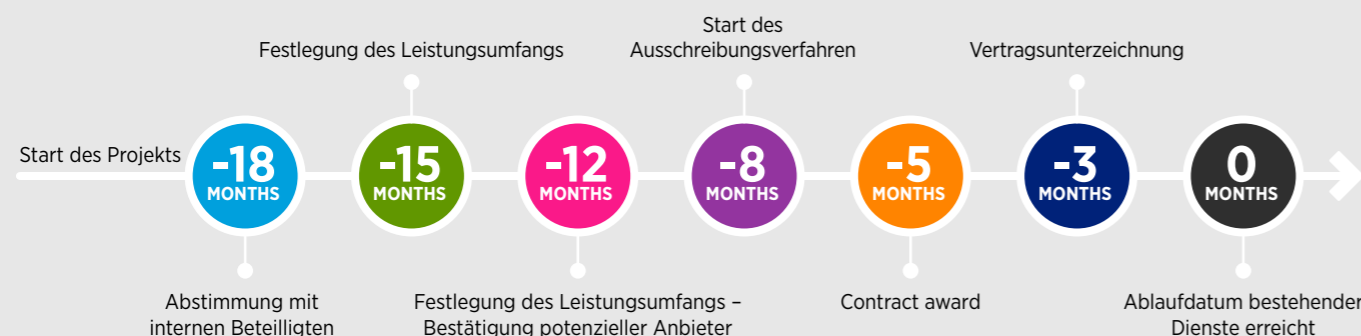 Start des
Festlegung des Leistungsumfangs
Ausschreibungsverfahren
Vertragsunterzeichnung
Start des Projekts
-18
MONTHS
-15
MONTHS
-12
MONTHS
-8
MONTHS
-5
MONTHS
-3
MONTHS
0
MONTHS
Abstimmung mit
internen Beteilligten
Festlegung des Leistungsumfangs –
Bestätigung potenzieller Anbieter
Contract award
Ablaufdatum bestehender
Dienste erreicht